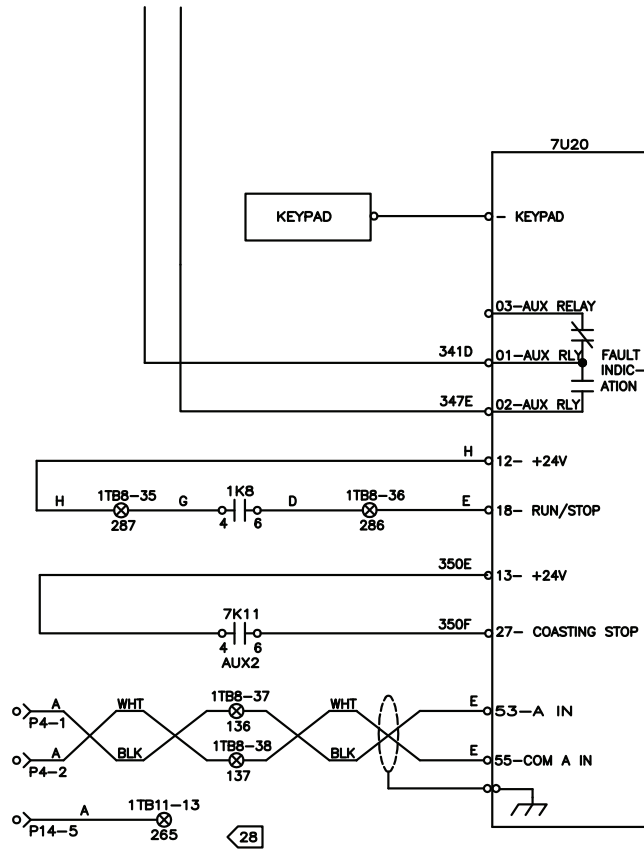 7U20
KEYPAD
- KEYPAD
03-AUX RELAY
341D
01-AUX RLY
FAULT
INDIC-
ATION
347E
02-AUX RLY
H
12- +24V
H
1TB8-35
287
G
1K8
4
6
D
1TB8-36
286
E
18- RUN/STOP
350E
13- +24V
7K11
4
6
AUX2
350F
27- COASTING STOP
A
P4-1
WHT
1TB8-37
136
WHT
E
53-A IN
A
P4-2
BLK
1TB8-38
137
BLK
E
55-COM A IN
A
P14-5
1TB11-13
265
28